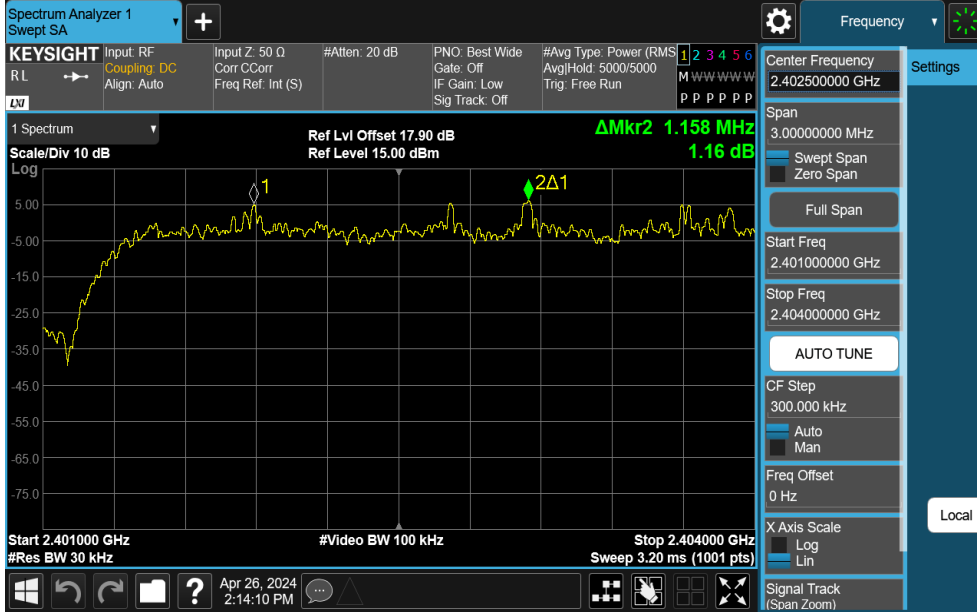 Spectrum Analyzer 1
Swept SA
+
Frequency
KEYSIGHT
R L
LXI
Input: RF
Coupling: DC
Align: Auto
Input Z: 50 Ω
Corr CCorr
Freq Ref: Int (S)
#Atten: 20 dB
PNO: Best Wide
Gate: Off
IF Gain: Low
Sig Track: Off
#Avg Type: Power (RMS
Avg|Hold: 5000/5000
Trig: Free Run
1 2 3 4 5 6
M W W W W W
P P P P P P
1 Spectrum
Scale/Div 10 dB
Log
Ref Lvl Offset 17.90 dB
Ref Level 15.00 dBm
ΔMkr2 1.158 MHz
1.16 dB
1
2Δ1
5.00
-5.00
-15.0
-25.0
-35.0
-45.0
-55.0
-65.0
-75.0
Start 2.401000 GHz
#Res BW 30 kHz
#Video BW 100 kHz
Stop 2.404000 GHz
Sweep 3.20 ms (1001 pts)
?
Apr 26, 2024
2:14:10 PM
Center Frequency
2.402500000 GHz
Span
3.00000000 MHz
Swept Span
Zero Span
Full Span
Start Freq
2.401000000 GHz
Stop Freq
2.404000000 GHz
AUTO TUNE
CF Step
300.000 kHz
Auto
Man
Freq Offset
0 Hz
X Axis Scale
Log
Lin
Signal Track
(Span Zoom)
Settings
Local